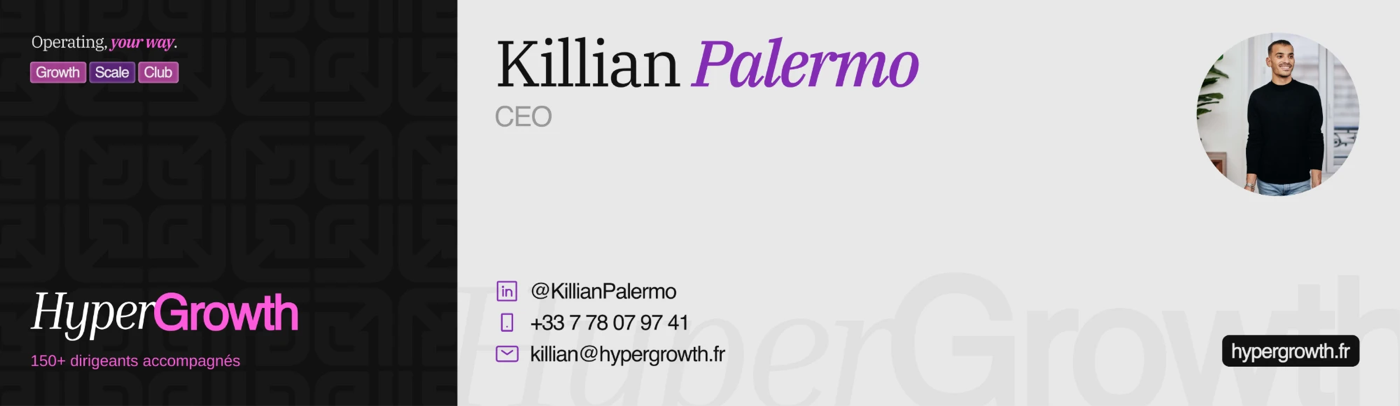 Operating, your way.
Growth Scale Club
HyperGrowth
150+ dirigeants accompagnés
Killian Palermo
CEO
@KillianPalermo
+33 7 78 07 97 41
killian@hypergrowth.fr
hypergrowth.fr
HyperGrowth